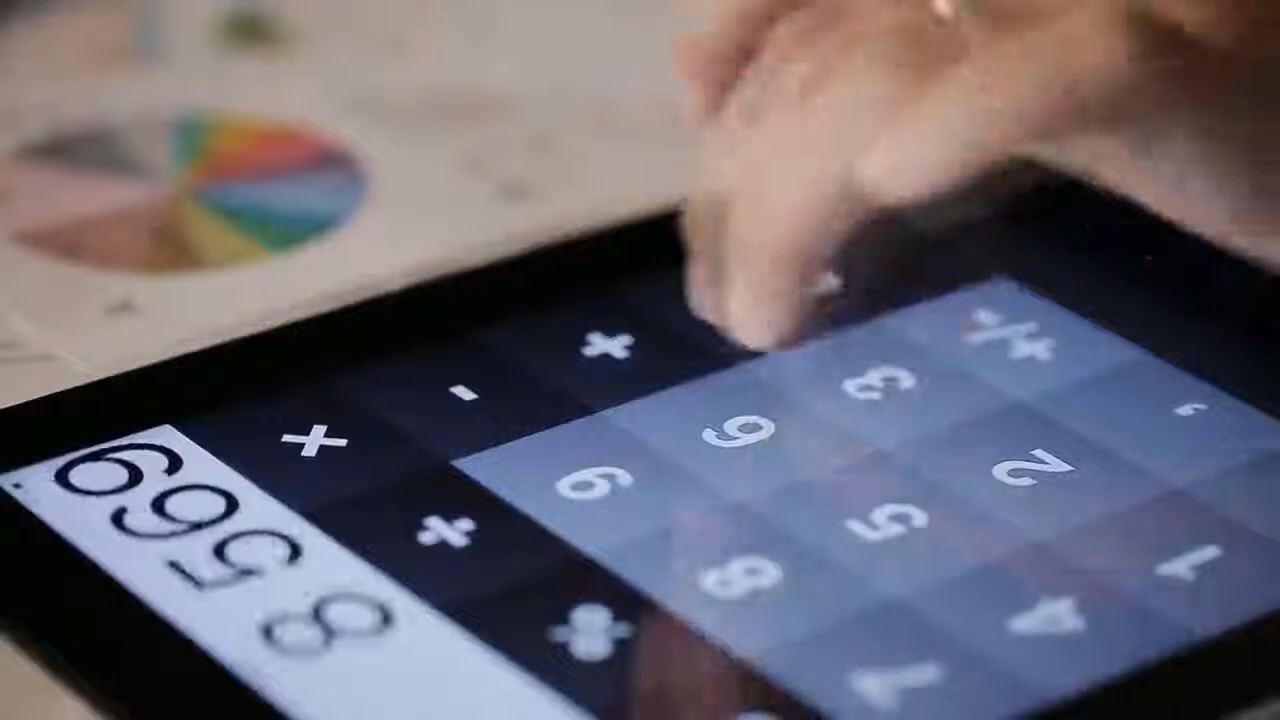 8569
÷ ×
7 8 9 -
4 5 6 +
1 2 3
, +/-